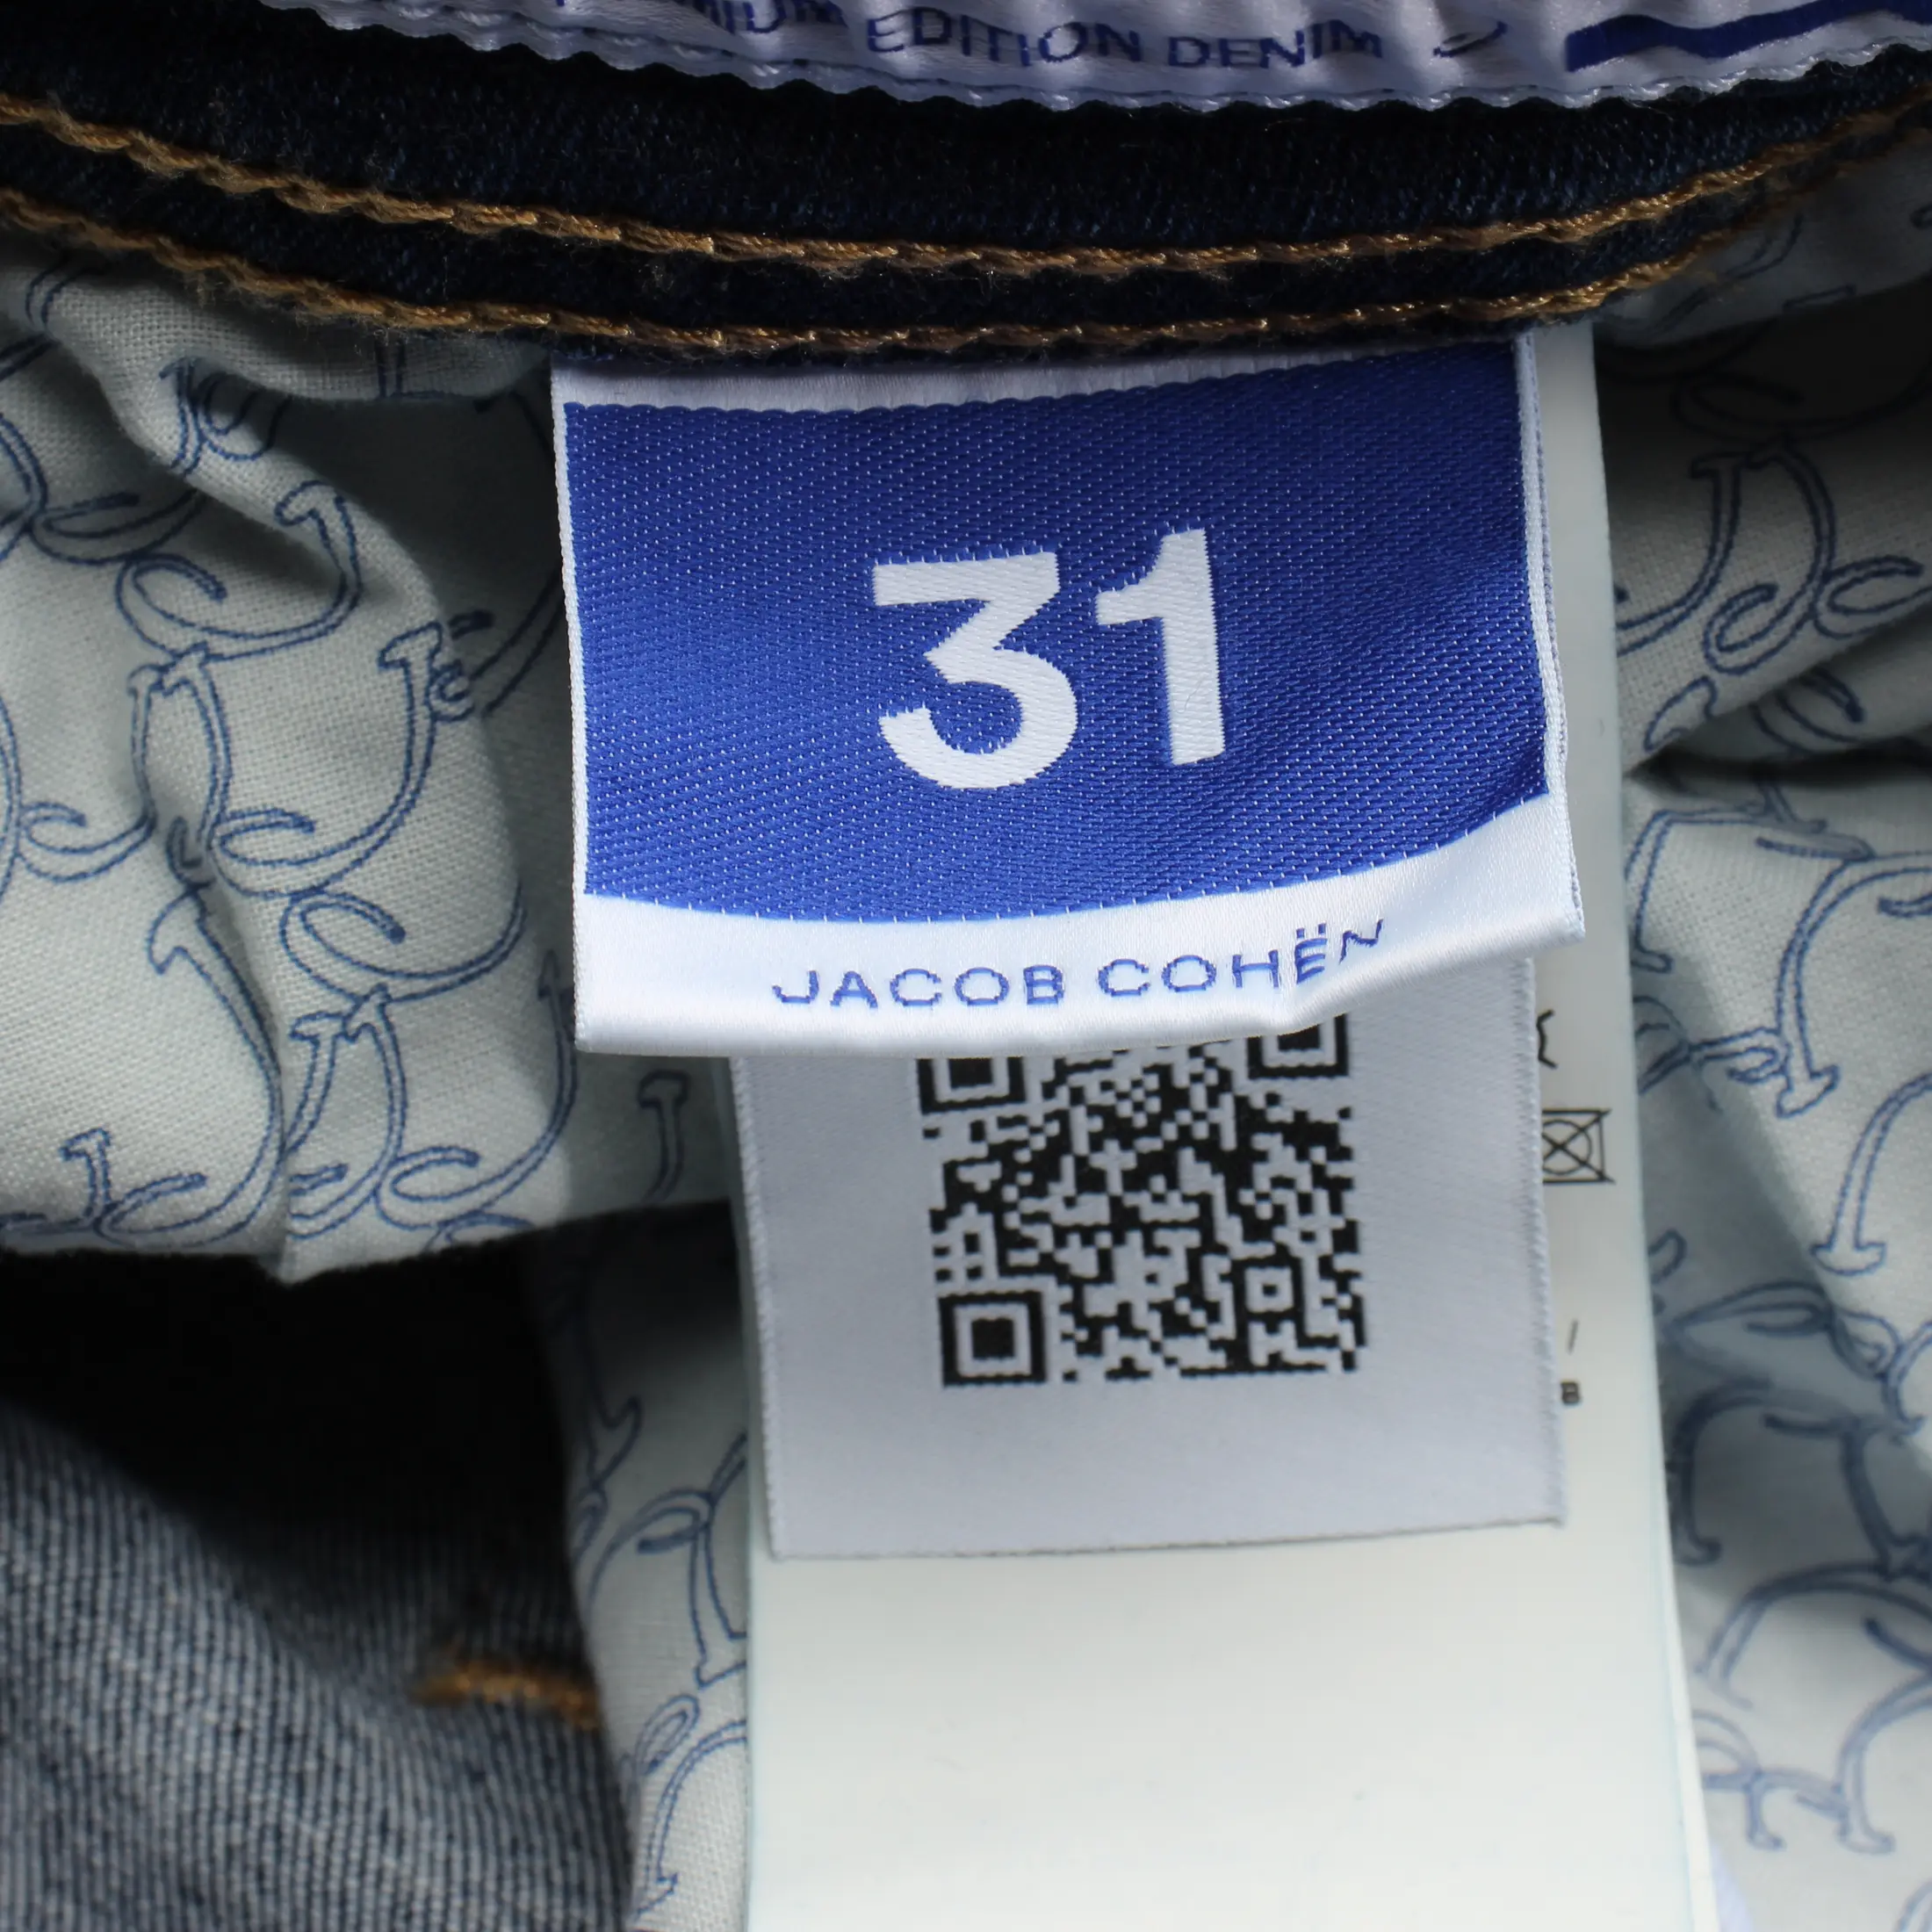 EDITION DENIM
31
JACOB COHËN